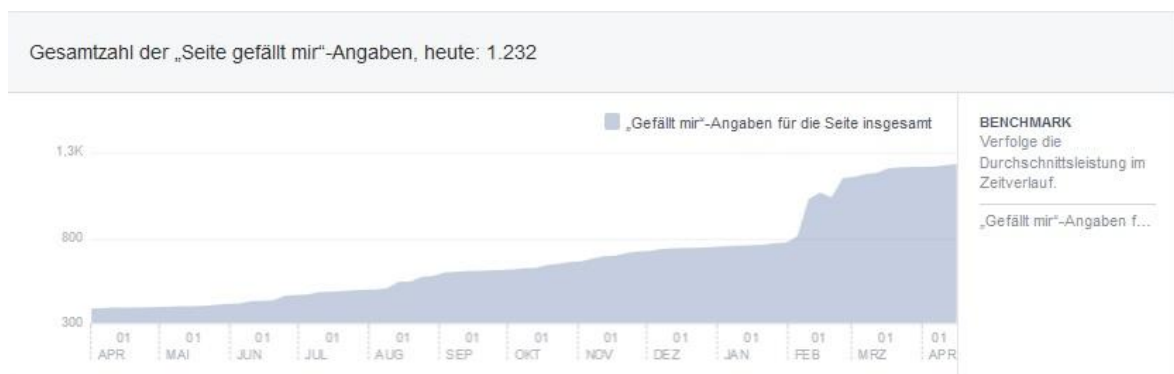 Gesamtzahl der „Seite gefällt mir“-Angaben, heute: 1.232
„Gefällt mir“-Angaben für die Seite insgesamt
BENCHMARK
Verfolge die
Durchschnittsleistung im
Zeitverlauf.
„Gefällt mir“-Angaben f...
1,3K
800
300
01 01 01 01 01 01 01 01 01 01 01 01 01
APR MAI JUN JUL AUG SEP OKT NOV DEZ JAN FEB MRZ APR